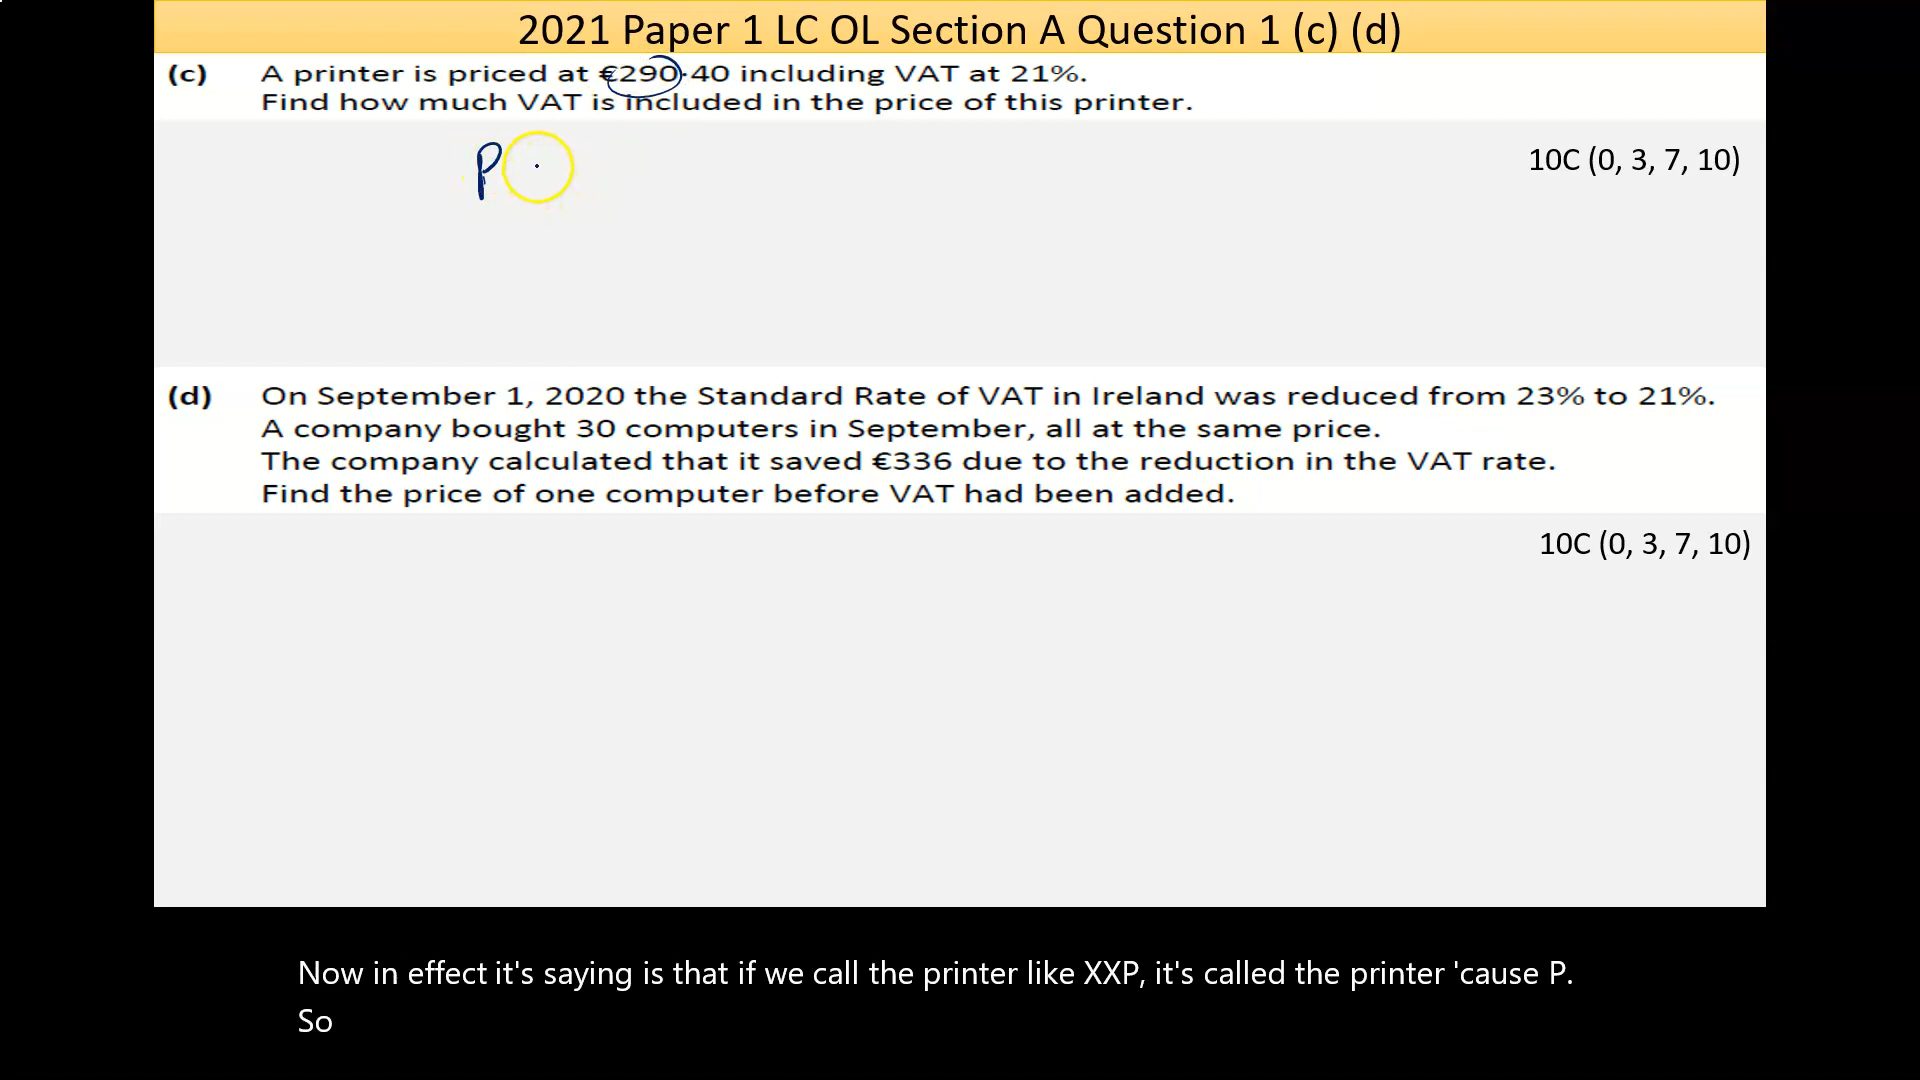 2021 Paper 1 LC OL Section A Question 1 (c) (d)
(c) A printer is priced at €290·40 including VAT at 21%.
Find how much VAT is included in the price of this printer.
P
10C (0, 3, 7, 10)
(d) On September 1, 2020 the Standard Rate of VAT in Ireland was reduced from 23% to 21%.
A company bought 30 computers in September, all at the same price.
The company calculated that it saved €336 due to the reduction in the VAT rate.
Find the price of one computer before VAT had been added.
10C (0, 3, 7, 10)
Now in effect it's saying is that if we call the printer like XXP, it's called the printer 'cause P.
So